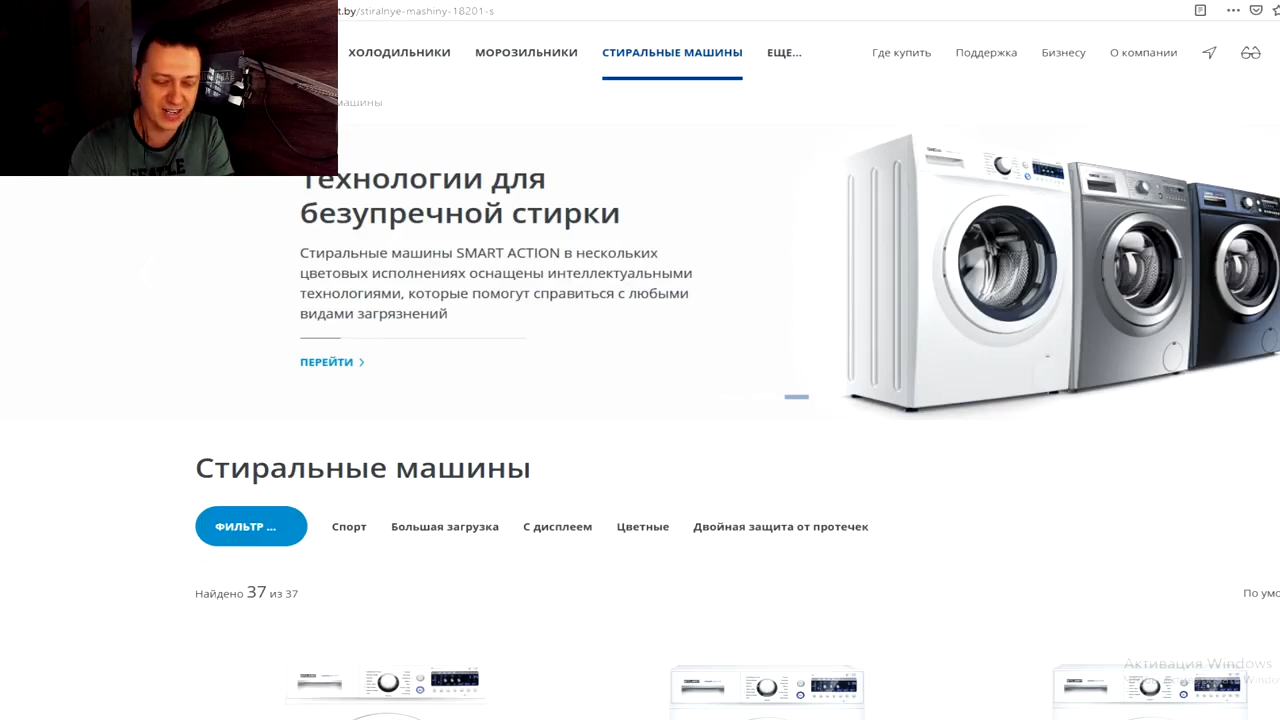 t.by/stiralnye-mashiny-18201-s
ХОЛОДИЛЬНИКИ МОРОЗИЛЬНИКИ СТИРАЛЬНЫЕ МАШИНЫ ЕЩЕ... Где купить Поддержка Бизнесу О компании
машины
Технологии для
безупречной стирки
Стиральные машины SMART ACTION в нескольких
цветовых исполнениях оснащены интеллектуальными
технологиями, которые помогут справиться с любыми
видами загрязнений
ПЕРЕЙТИ
Стиральные машины
ФИЛЬТР ... Спорт Большая загрузка С дисплеем Цветные Двойная защита от протечек
Найдено 37 из 37
По умо
Активация Windows